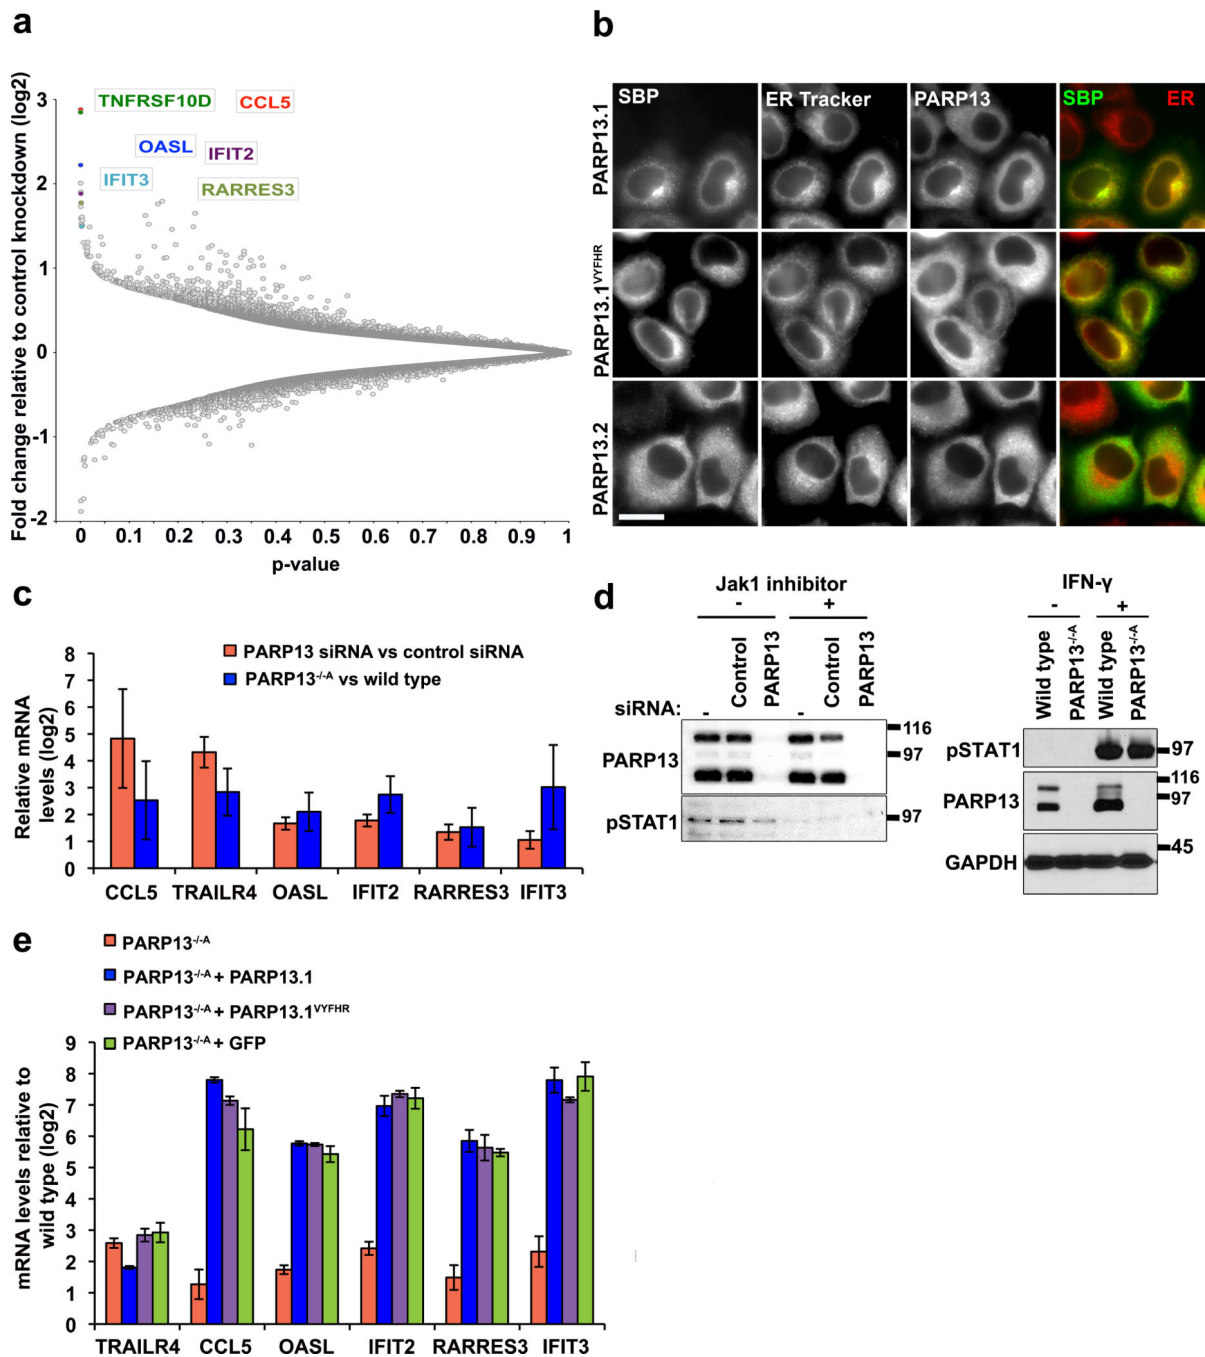 a
Fold change relative to control knockdown (log2)
3
2
1
0
-1
-2
TNFRSF10D
CCL5
OASL
IFIT2
IFIT3
RARRES3
0 0.1 0.2 0.3 0.4 0.5 0.6 0.7 0.8 0.9 1
p-value
b
SBP
ER Tracker
PARP13
SBP ER
PARP13.1
PARP13.1VYFHR
PARP13.2
c
Relative mRNA
levels (log2)
8
7
6
5
4
3
2
1
0
PARP13 siRNA vs control siRNA
PARP13-/-A vs wild type
CCL5 TRAILR4 OASL IFIT2 RARRES3 IFIT3
d
Jak1 inhibitor
- +
siRNA: - Control PARP13 - Control PARP13
PARP13
116
97
pSTAT1
97
IFN-γ
- +
Wild type PARP13-/-A Wild type PARP13-/-A
pSTAT1
97
PARP13
116
97
GAPDH
45
e
PARP13-/-A
PARP13-/-A + PARP13.1
PARP13-/-A + PARP13.1VYFHR
PARP13-/-A + GFP
mRNA levels relative to
wild type (log2)
9
8
7
6
5
4
3
2
1
0
TRAILR4 CCL5 OASL IFIT2 RARRES3 IFIT3